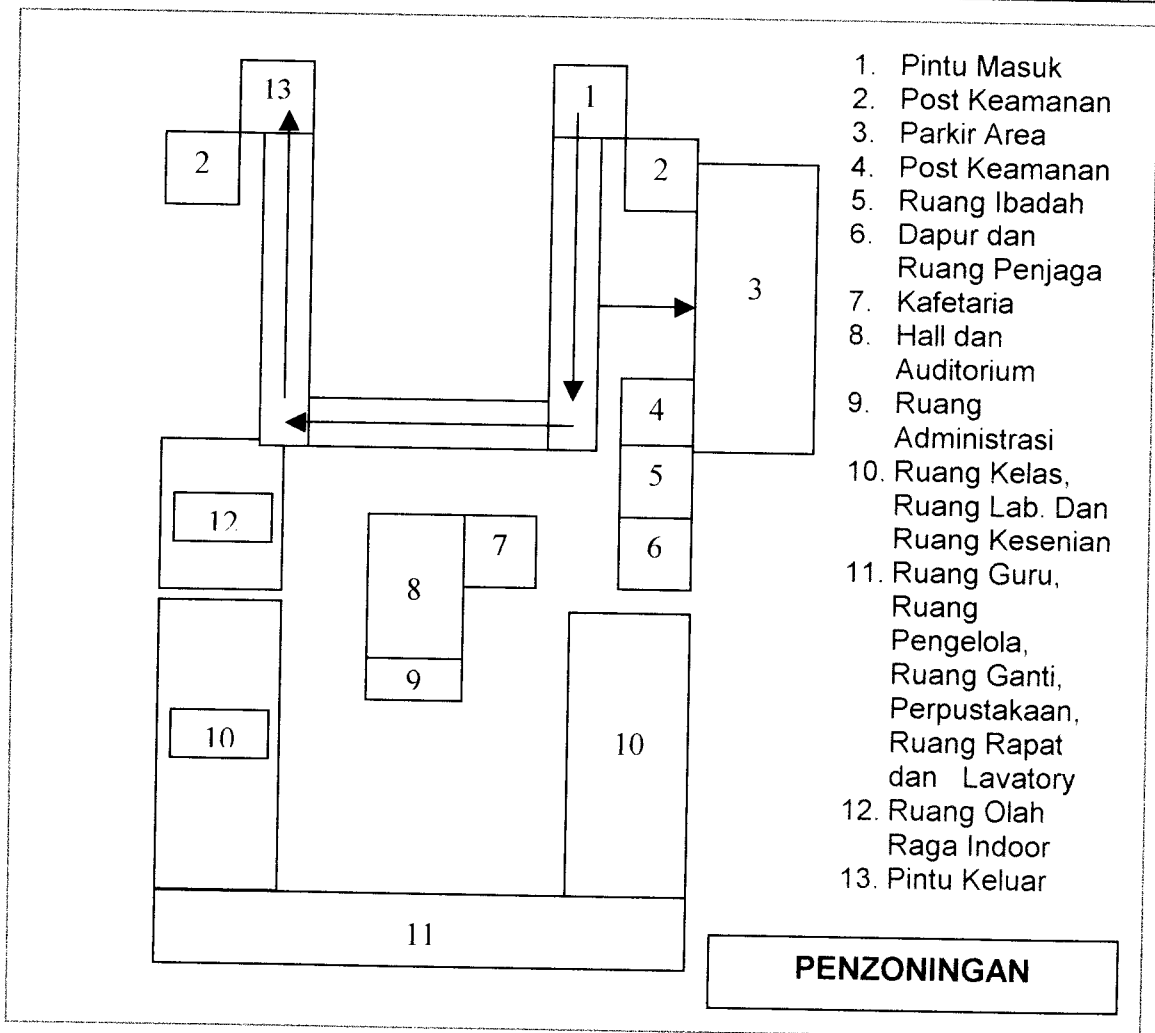 13
1
2
2
3
4
5
6
12
7
8
9
10
10
11
1. Pintu Masuk
2. Post Keamanan
3. Parkir Area
4. Post Keamanan
5. Ruang Ibadah
6. Dapur dan
Ruang Penjaga
7. Kafetaria
8. Hall dan
Auditorium
9. Ruang
Administrasi
10. Ruang Kelas,
Ruang Lab. Dan
Ruang Kesenian
11. Ruang Guru,
Ruang
Pengelola,
Ruang Ganti,
Perpustakaan,
Ruang Rapat
dan Lavatory
12. Ruang Olah
Raga Indoor
13. Pintu Keluar
PENZONINGAN